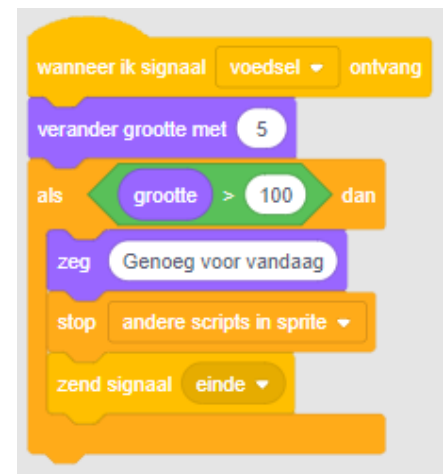 wanneer ik signaal voedsel ontvang
verander grootte met 5
als grootte > 100 dan
zeg Genoeg voor vandaag
stop andere scripts in sprite
zend signaal einde